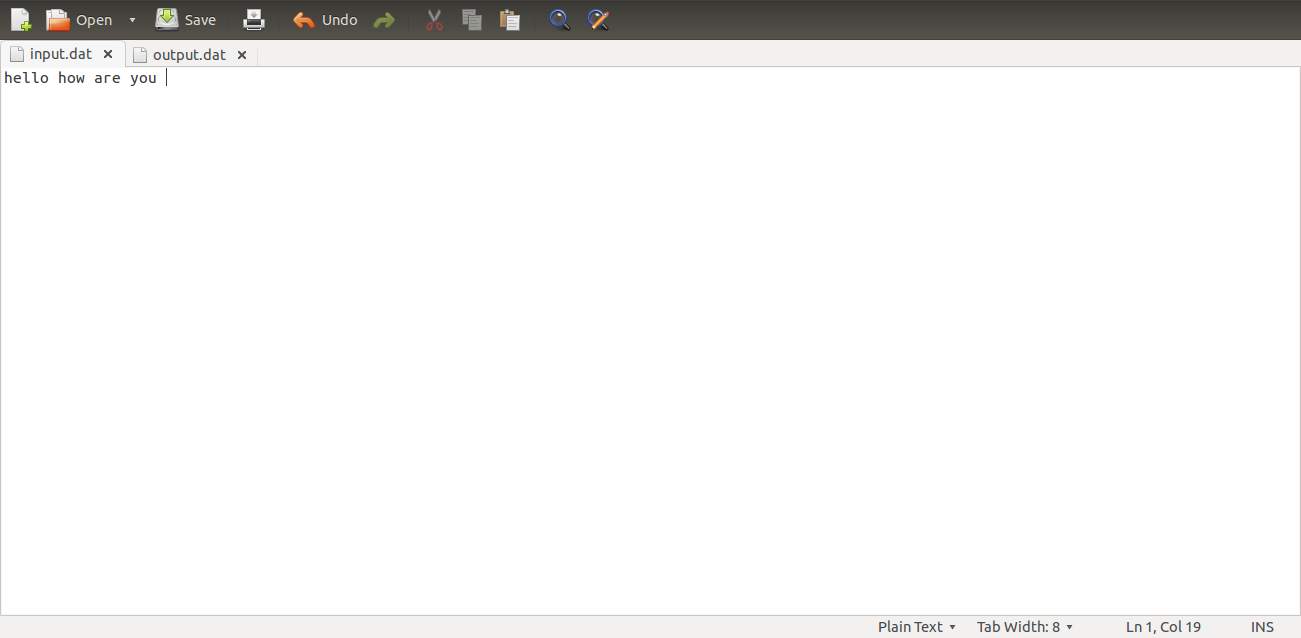 Open Save Undo
input.dat output.dat
hello how are you
Plain Text Tab Width: 8 Ln 1, Col 19 INS